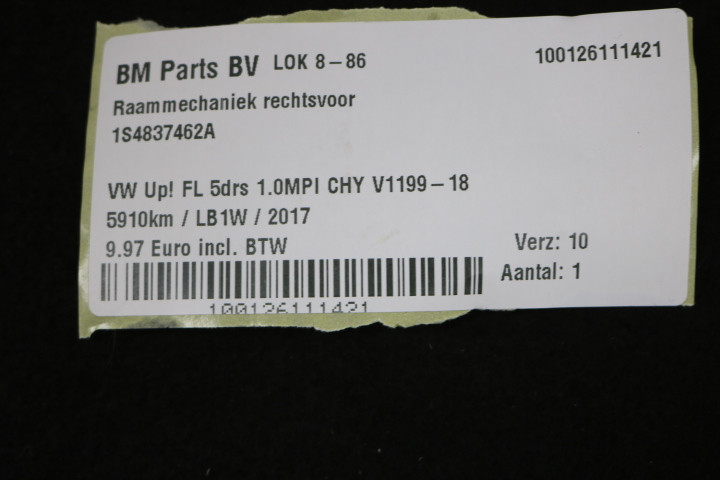 BM Parts BV LOK 8-86 100126111421
Raammechaniek rechtsvoor
1S4837462A
VW Up! FL 5drs 1.0MPI CHY V1199-18
5910km / LB1W / 2017
9.97 Euro incl. BTW Verz: 10
Aantal: 1
100126111421